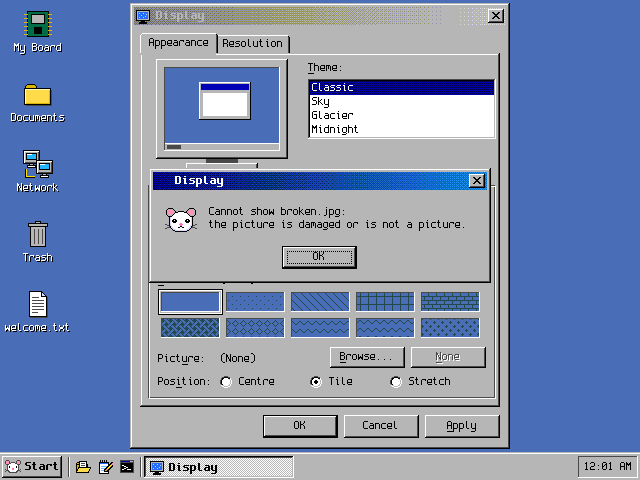 My Board
Documents
Network
Trash
welcome.txt
Display
Appearance
Resolution
Theme:
Classic
Sky
Glacier
Midnight
Display
Cannot show broken.jpg:
the picture is damaged or is not a picture.
OK
Picture: (None)
Browse...
None
Position:
Centre
Tile
Stretch
OK
Cancel
Apply
Start
Display
12:01 AM